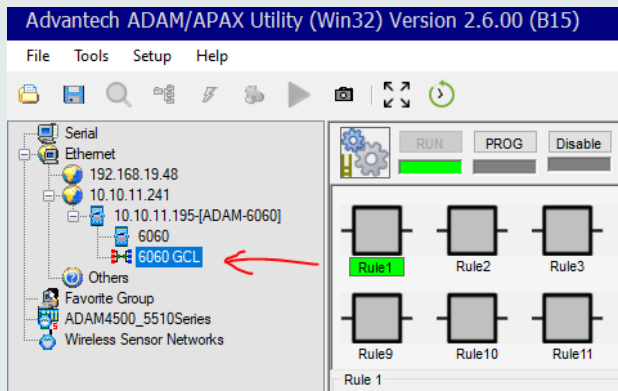 Advantech ADAM/APAX Utility (Win32) Version 2.6.00 (B15)
File Tools Setup Help
Serial
Ethernet
192.168.19.48
10.10.11.241
10.10.11.195-[ADAM-6060]
6060
6060 GCL
Others
Favorite Group
ADAM4500_5510Series
Wireless Sensor Networks
RUN PROG Disable
Rule1 Rule2 Rule3
Rule9 Rule10 Rule11
Rule 1